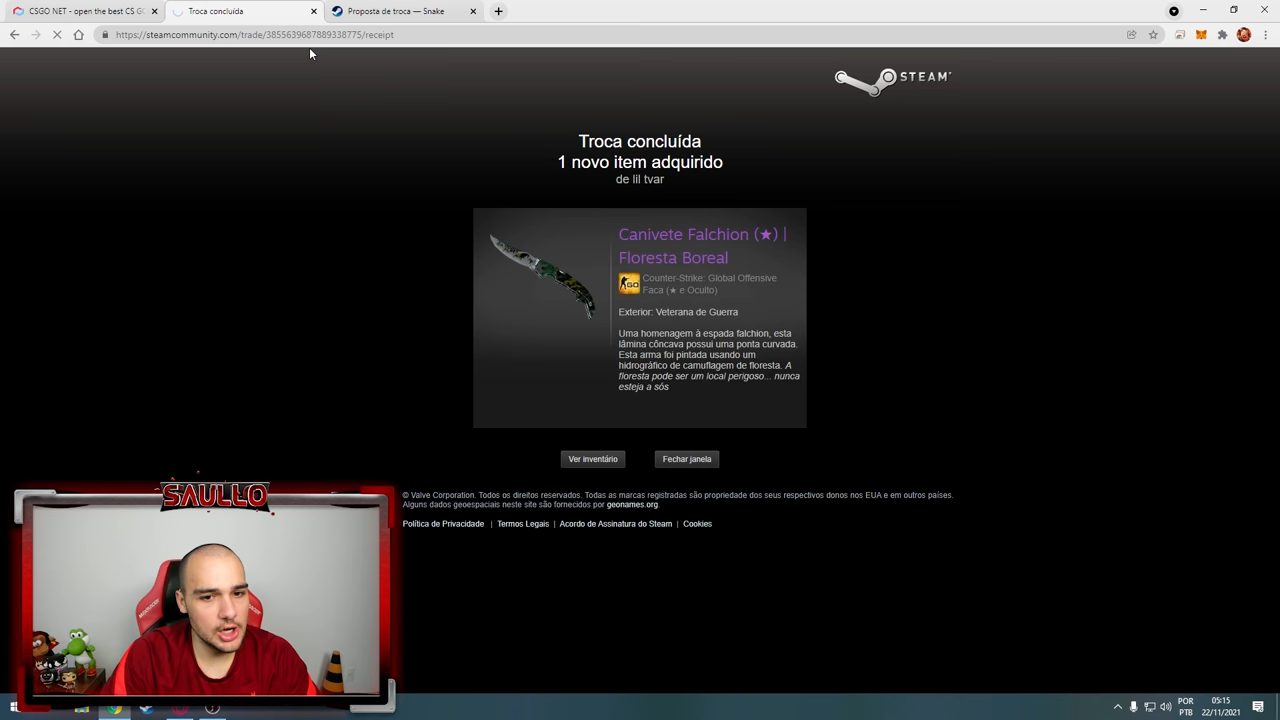 CSGO NET - open the best CS GO
Troca concluída
Proposta de troca — Snake
https://steamcommunity.com/trade/3855639687889338775/receipt
STEAM
Troca concluída
1 novo item adquirido
de lil tvar
Canivete Falchion (★) |
Floresta Boreal
Counter-Strike: Global Offensive
Faca (★ e Oculto)
Exterior: Veterana de Guerra
Uma homenagem à espada falchion, esta
lâmina côncava possui uma ponta curvada.
Esta arma foi pintada usando um
hidrográfico de camuflagem de floresta. A
floresta pode ser um local perigoso... nunca
esteja a sós
Ver inventário
Fechar janela
© Valve Corporation. Todos os direitos reservados. Todas as marcas registradas são propriedade dos seus respectivos donos nos EUA e em outros países.
Alguns dados geoespaciais neste site são fornecidos por geonames.org.
Política de Privacidade | Termos Legais | Acordo de Assinatura do Steam | Cookies
SAULLO
POR
PTB
05:15
22/11/2021